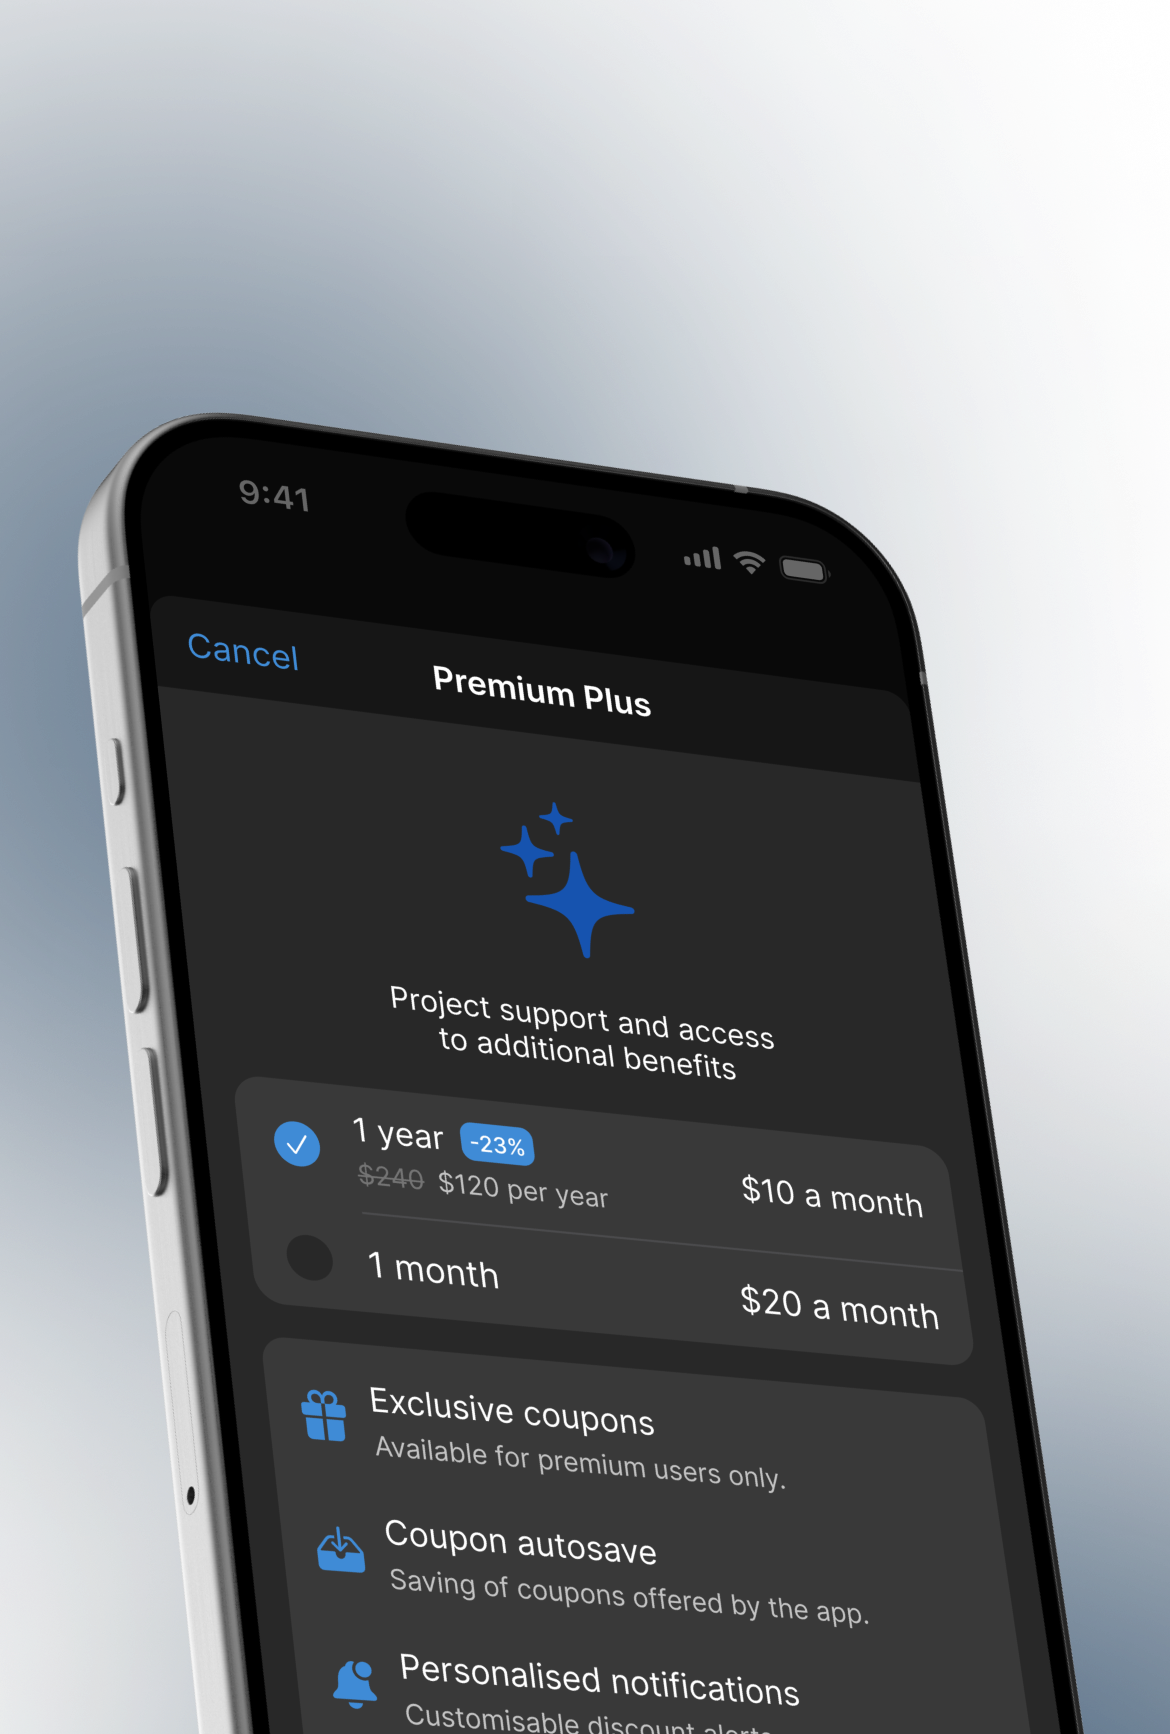 9:41
Cancel
Premium Plus
Project support and access
to additional benefits
1 year -23%
$240 $120 per year
$10 a month
1 month
$20 a month
Exclusive coupons
Available for premium users only.
Coupon autosave
Saving of coupons offered by the app.
Personalised notifications
Customisable discount alerts